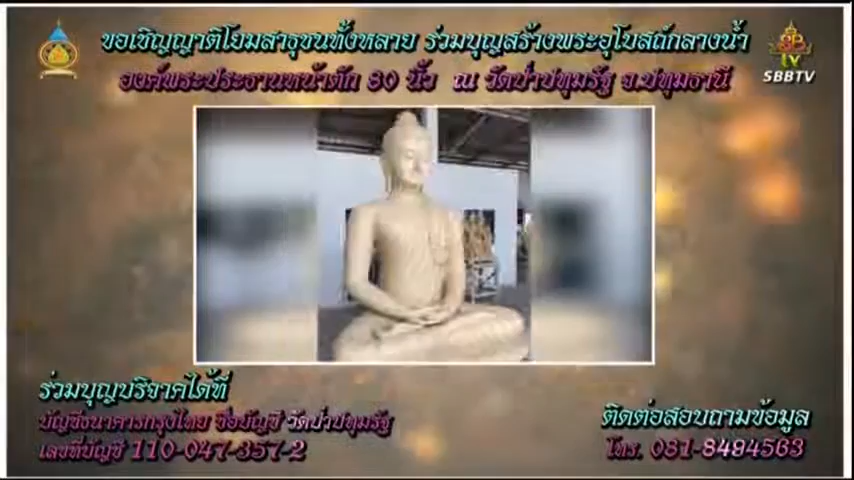 ขอเชิญญาติโยมสาธุชนทั้งหลาย ร่วมบุญสร้างพระอุโบสถ์กลางน้ำ
องค์พระประธานหน้าตัก 80 นิ้ว ณ วัดป่าปทุมรัฐ จ.ปทุมธานี
SBBTV
ร่วมบุญบริจาคได้ที่
บัญชีธนาคารกรุงไทย ชื่อบัญชี วัดป่าปทุมรัฐ
เลขที่บัญชี 110-047-357-2
ติดต่อสอบถามข้อมูล
โทร. 081-8494563